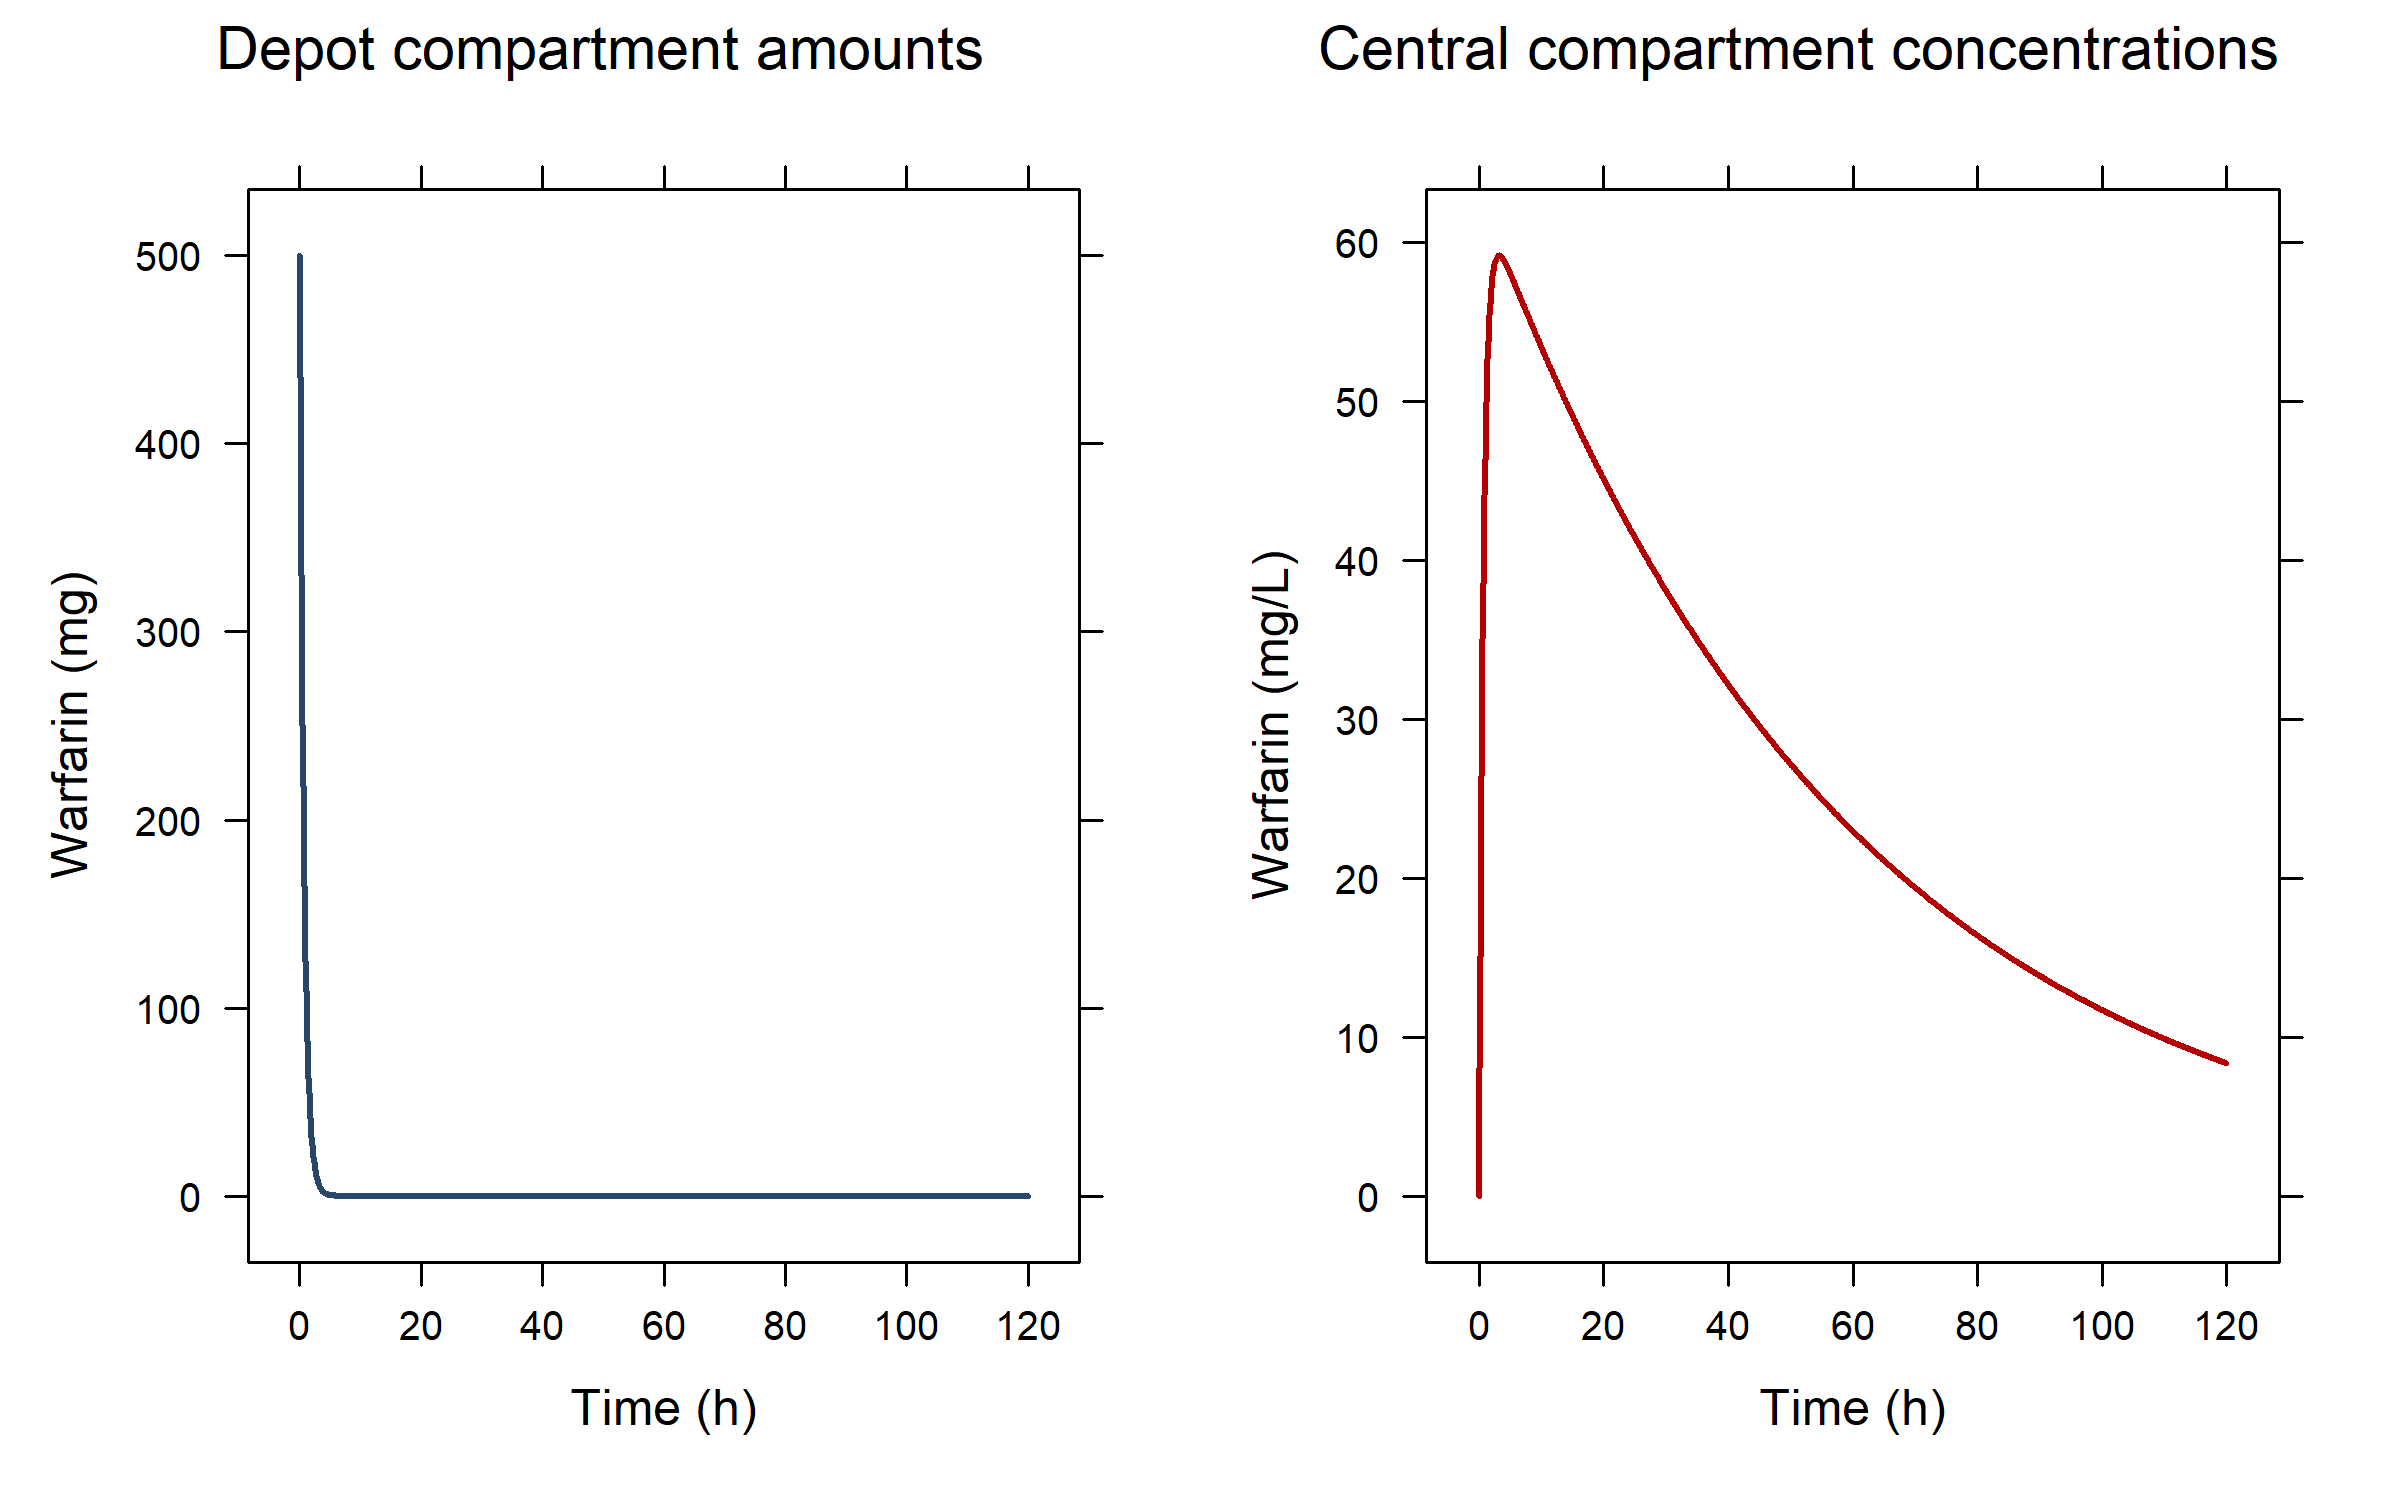 Depot compartment amounts
Warfarin (mg)
500
400
300
200
100
0
0 20 40 60 80 100 120
Time (h)
Central compartment concentrations
Warfarin (mg/L)
60
50
40
30
20
10
0
0 20 40 60 80 100 120
Time (h)